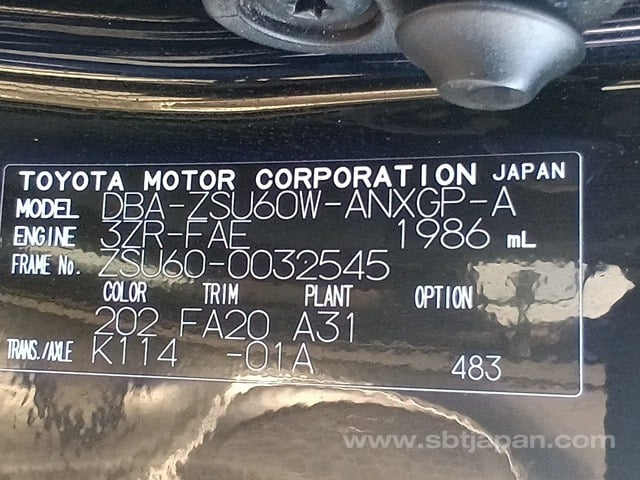 TOYOTA MOTOR CORPORATION JAPAN
MODEL DBA-ZSU60W-ANXGP-A
ENGINE 3ZR-FAE 1986 mL
FRAME No. ZSU60-0032545
COLOR TRIM PLANT OPTION
202 FA20 A31
TRANS./AXLE K114 -01A 483
www.sbtjapan.com